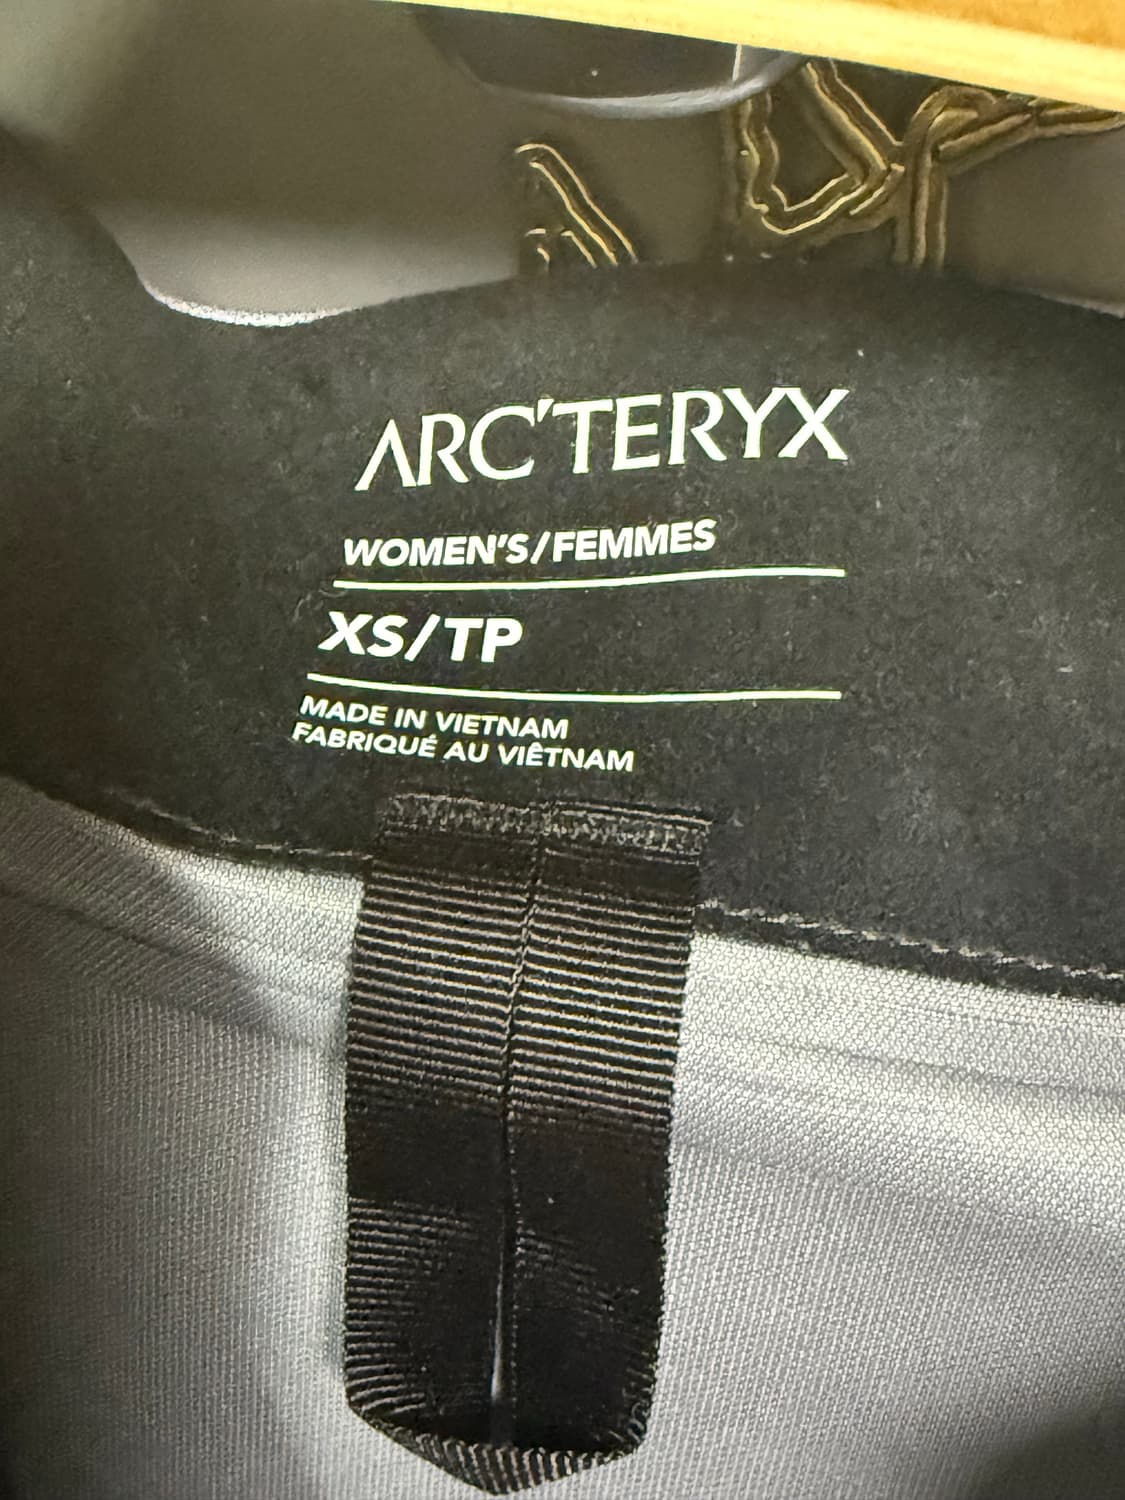 ARC'TERYX
WOMEN'S/FEMMES
XS/TP
MADE IN VIETNAM
FABRIQUÉ AU VIÊTNAM